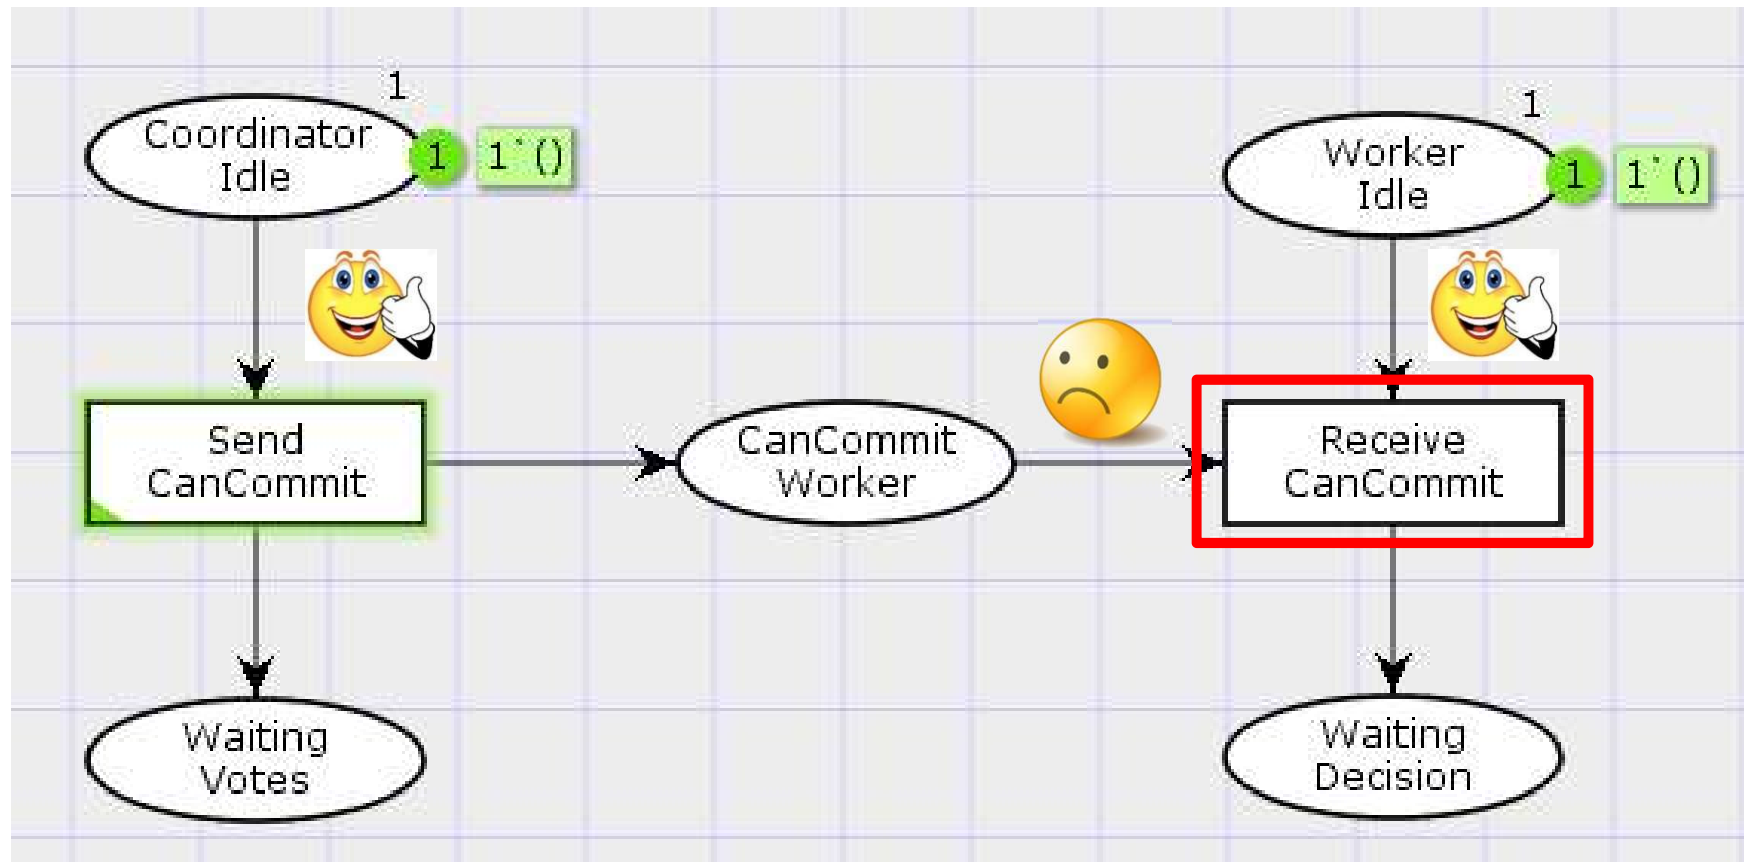 1
Coordinator
Idle
1
1`()
1
Worker
Idle
1
1`()
Send
CanCommit
CanCommit
Worker
Receive
CanCommit
Waiting
Votes
Waiting
Decision